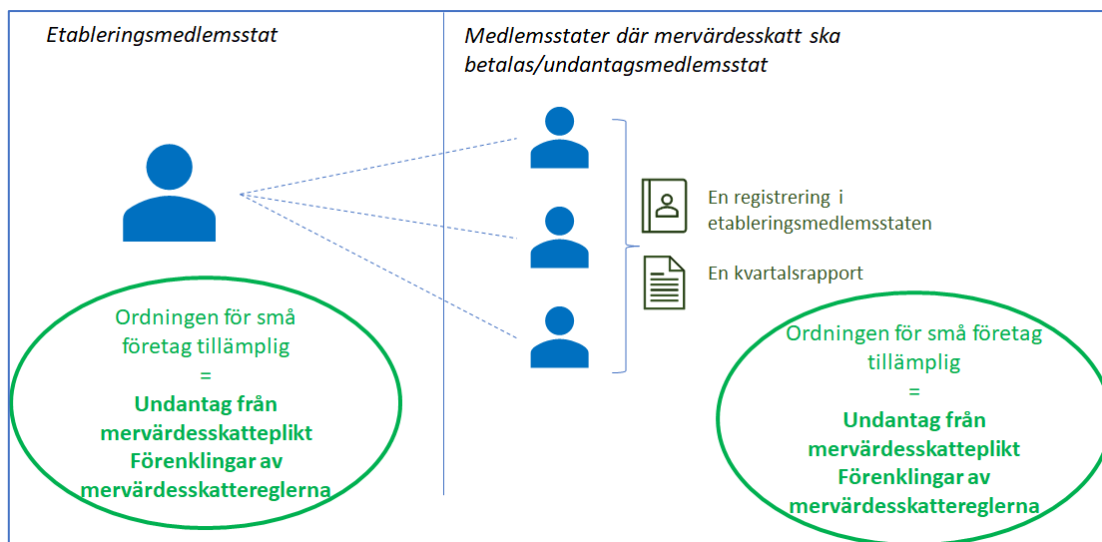 Etableringsmedlemsstat
Medlemsstater där mervärdesskatt ska
betalas/undantagsmedlemsstat
En registrering i
etableringsmedlemsstaten
En kvartalsrapport
Ordningen för små
företag tillämplig
=
Undantag från
mervärdesskatteplikt
Förenklingar av
mervärdesskattereglerna
Ordningen för små företag
tillämplig
=
Undantag från
mervärdesskatteplikt
Förenklingar av
mervärdesskattereglerna